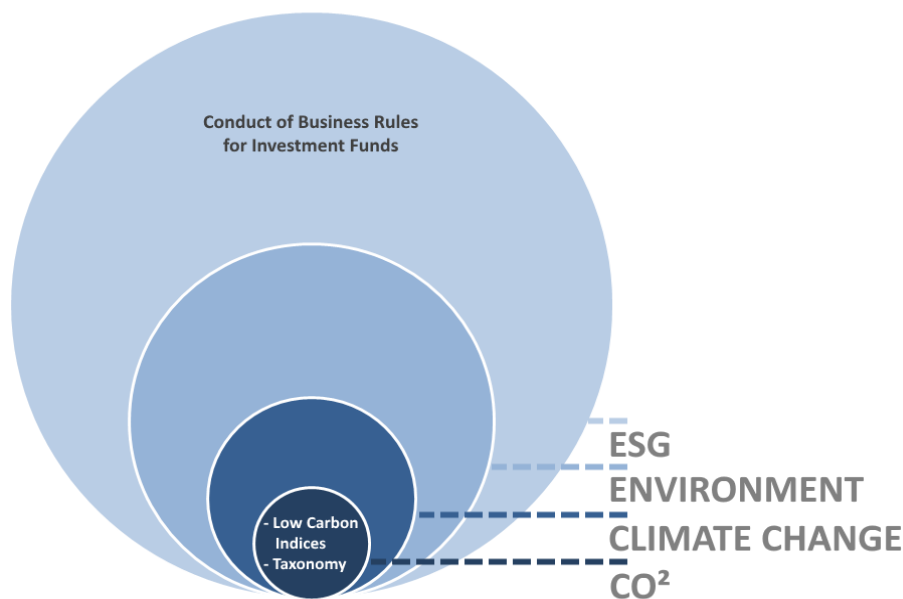 Conduct of Business Rules
for Investment Funds
- Low Carbon
Indices
- Taxonomy
ESG
ENVIRONMENT
CLIMATE CHANGE
CO²